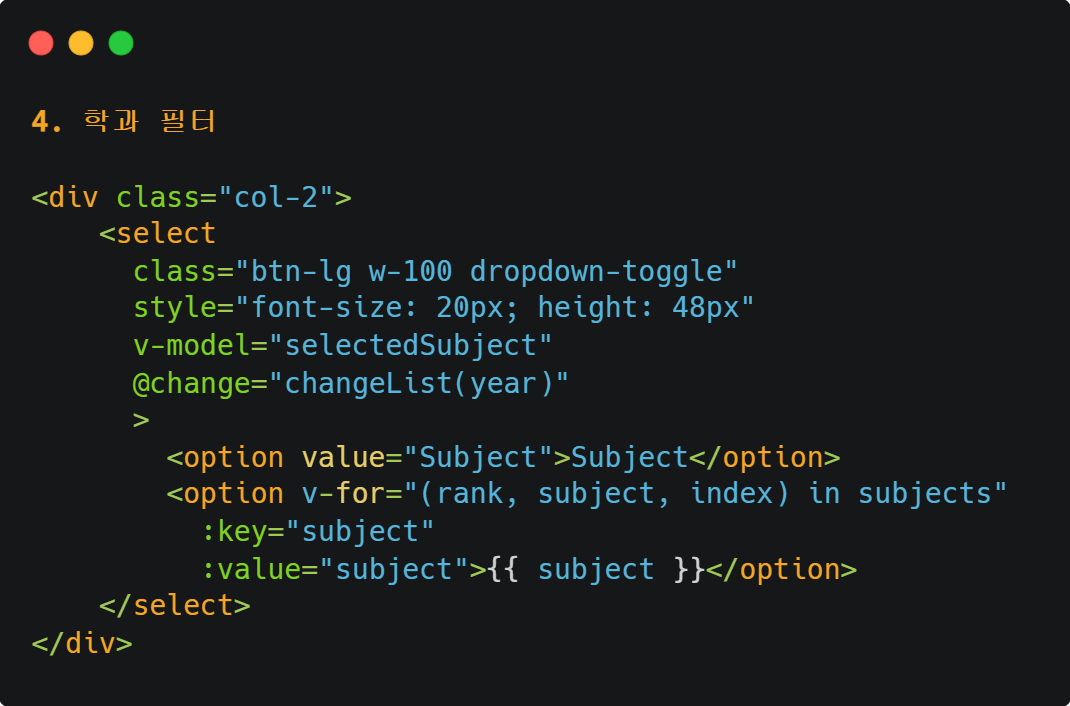 4. 학과 필터
<div class="col-2">
    <select
      class="btn-lg w-100 dropdown-toggle"
      style="font-size: 20px; height: 48px"
      v-model="selectedSubject"
      @change="changeList(year)"
      >
        <option value="Subject">Subject</option>
        <option v-for="(rank, subject, index) in subjects"
          :key="subject"
          :value="subject">{{ subject }}</option>
    </select>
</div>